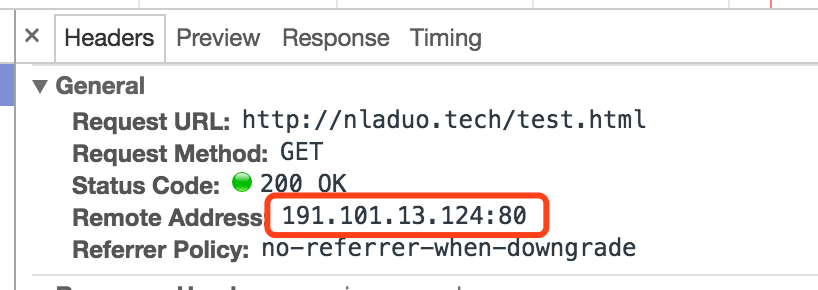 × Headers Preview Response Timing
▼ General
Request URL: http://nladuo.tech/test.html
Request Method: GET
Status Code: 200 OK
Remote Address: 191.101.13.124:80
Referrer Policy: no-referrer-when-downgrade